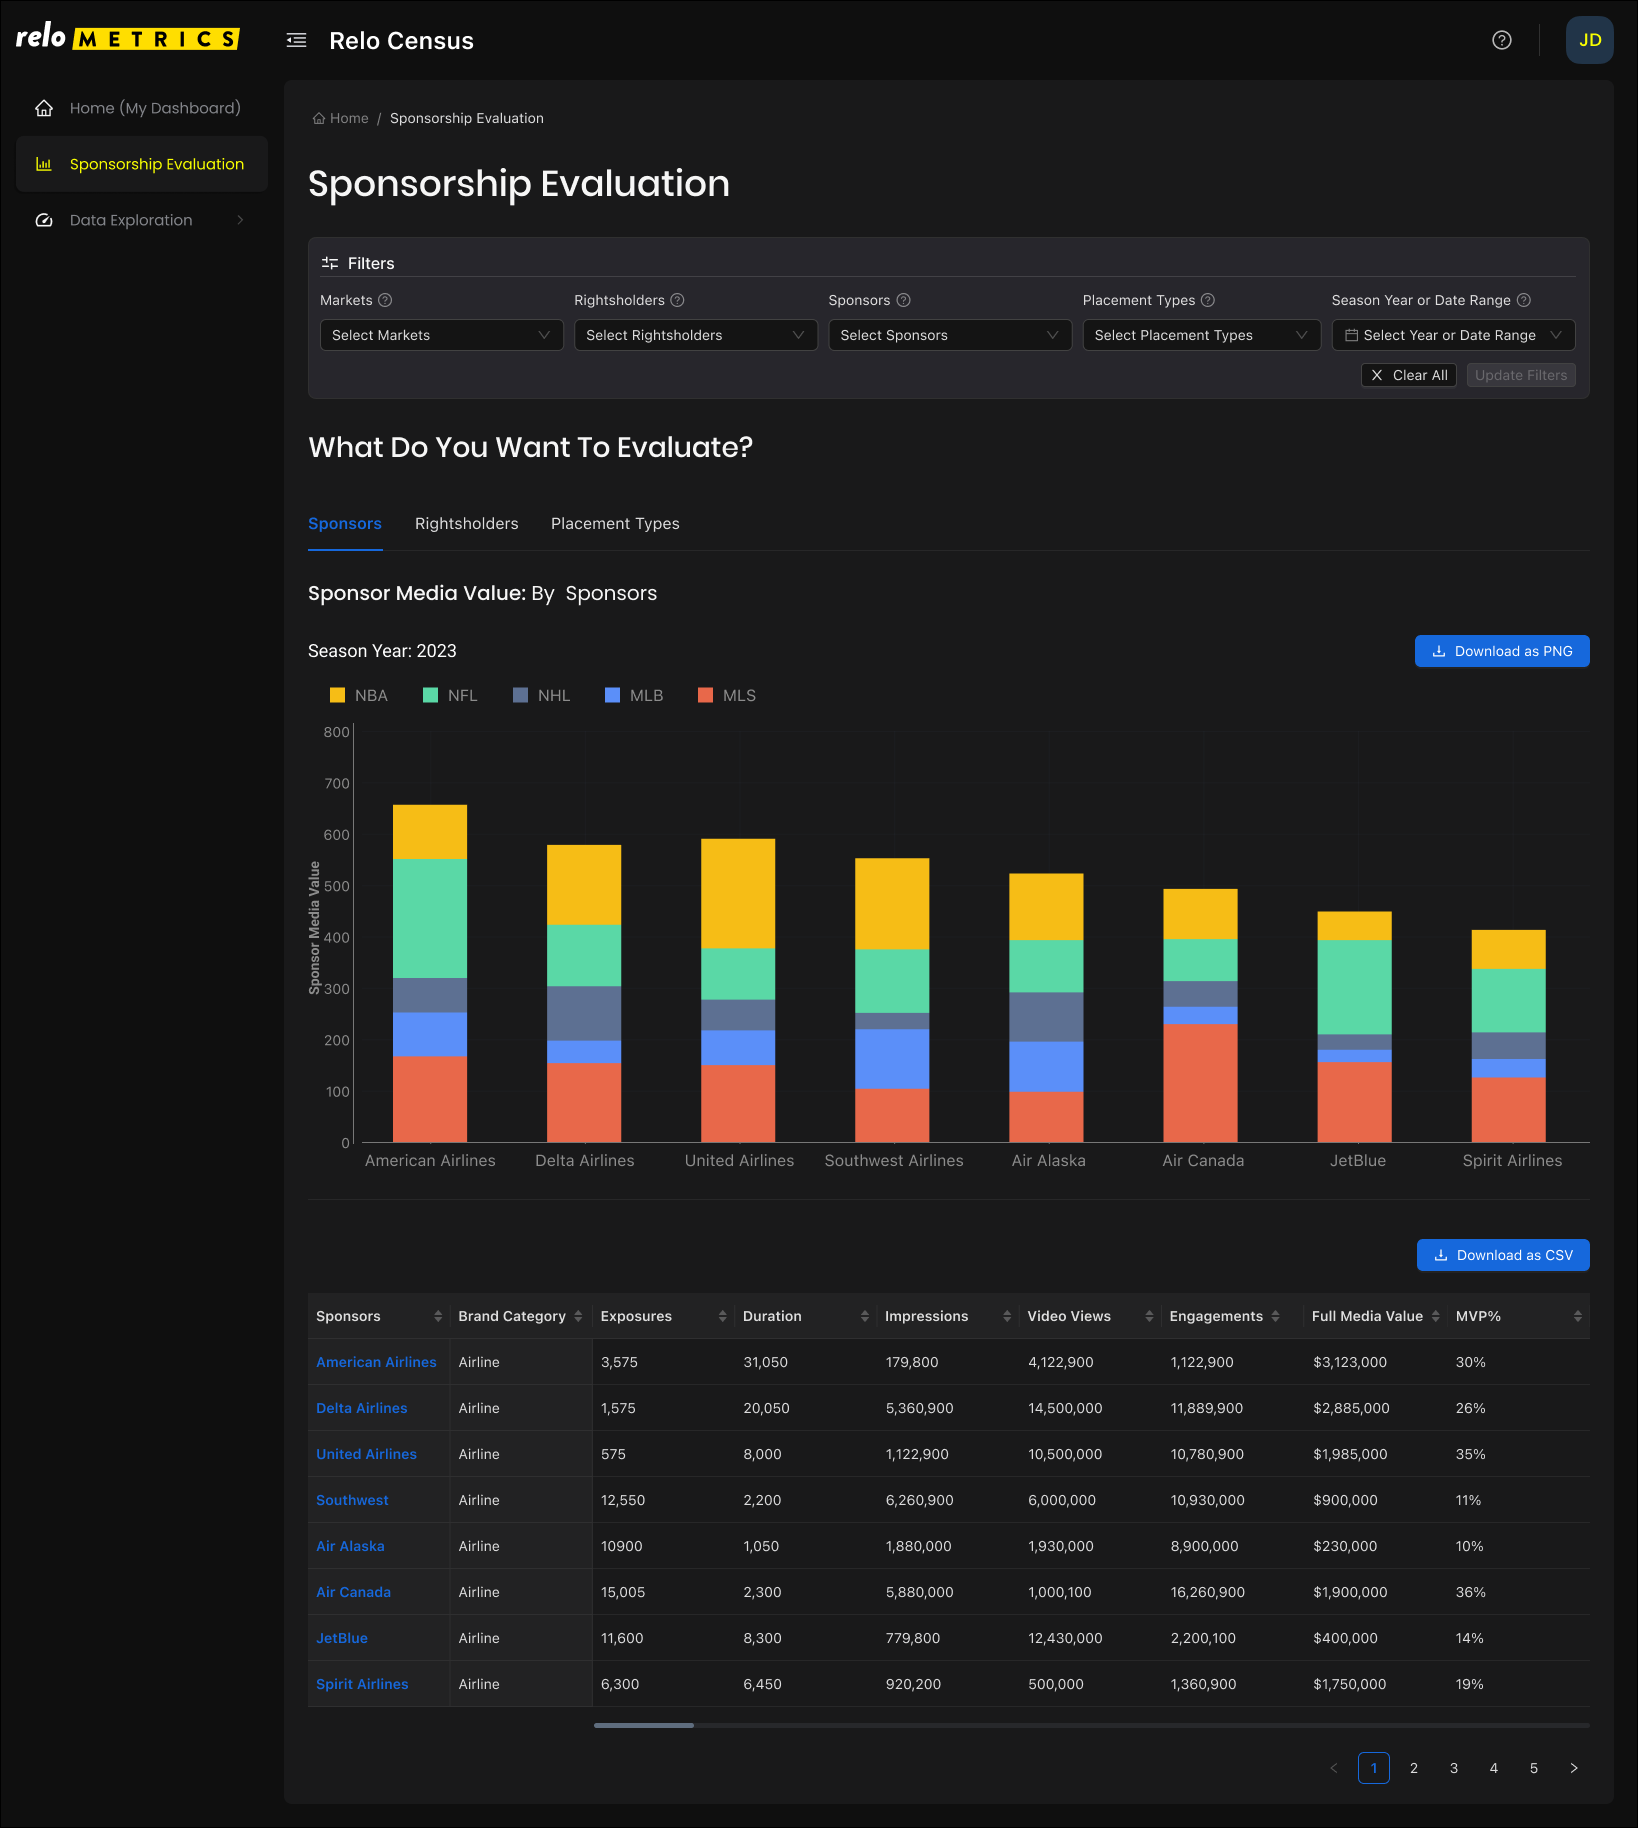 relo METRICS
Relo Census
JD
Home (My Dashboard)
Sponsorship Evaluation
Data Exploration
Home / Sponsorship Evaluation
Sponsorship Evaluation
Filters
Markets Rightsholders Sponsors Placement Types Season Year or Date Range
Select Markets Select Rightsholders Select Sponsors Select Placement Types Select Year or Date Range
Clear All Update Filters
What Do You Want To Evaluate?
Sponsors Rightsholders Placement Types
Sponsor Media Value: By Sponsors
Season Year: 2023
Download as PNG
NBA NFL NHL MLB MLS
Sponsor Media Value
800
700
600
500
400
300
200
100
0
American Airlines Delta Airlines United Airlines Southwest Airlines Air Alaska Air Canada JetBlue Spirit Airlines
Download as CSV
Sponsors Brand Category Exposures Duration Impressions Video Views Engagements Full Media Value MVP%
American Airlines Airline 3,575 31,050 179,800 4,122,900 1,122,900 $3,123,000 30%
Delta Airlines Airline 1,575 20,050 5,360,900 14,500,000 11,889,900 $2,885,000 26%
United Airlines Airline 575 8,000 1,122,900 10,500,000 10,780,900 $1,985,000 35%
Southwest Airline 12,550 2,200 6,260,900 6,000,000 10,930,000 $900,000 11%
Air Alaska Airline 10900 1,050 1,880,000 1,930,000 8,900,000 $230,000 10%
Air Canada Airline 15,005 2,300 5,880,000 1,000,100 16,260,900 $1,900,000 36%
JetBlue Airline 11,600 8,300 779,800 12,430,000 2,200,100 $400,000 14%
Spirit Airlines Airline 6,300 6,450 920,200 500,000 1,360,900 $1,750,000 19%
1 2 3 4 5